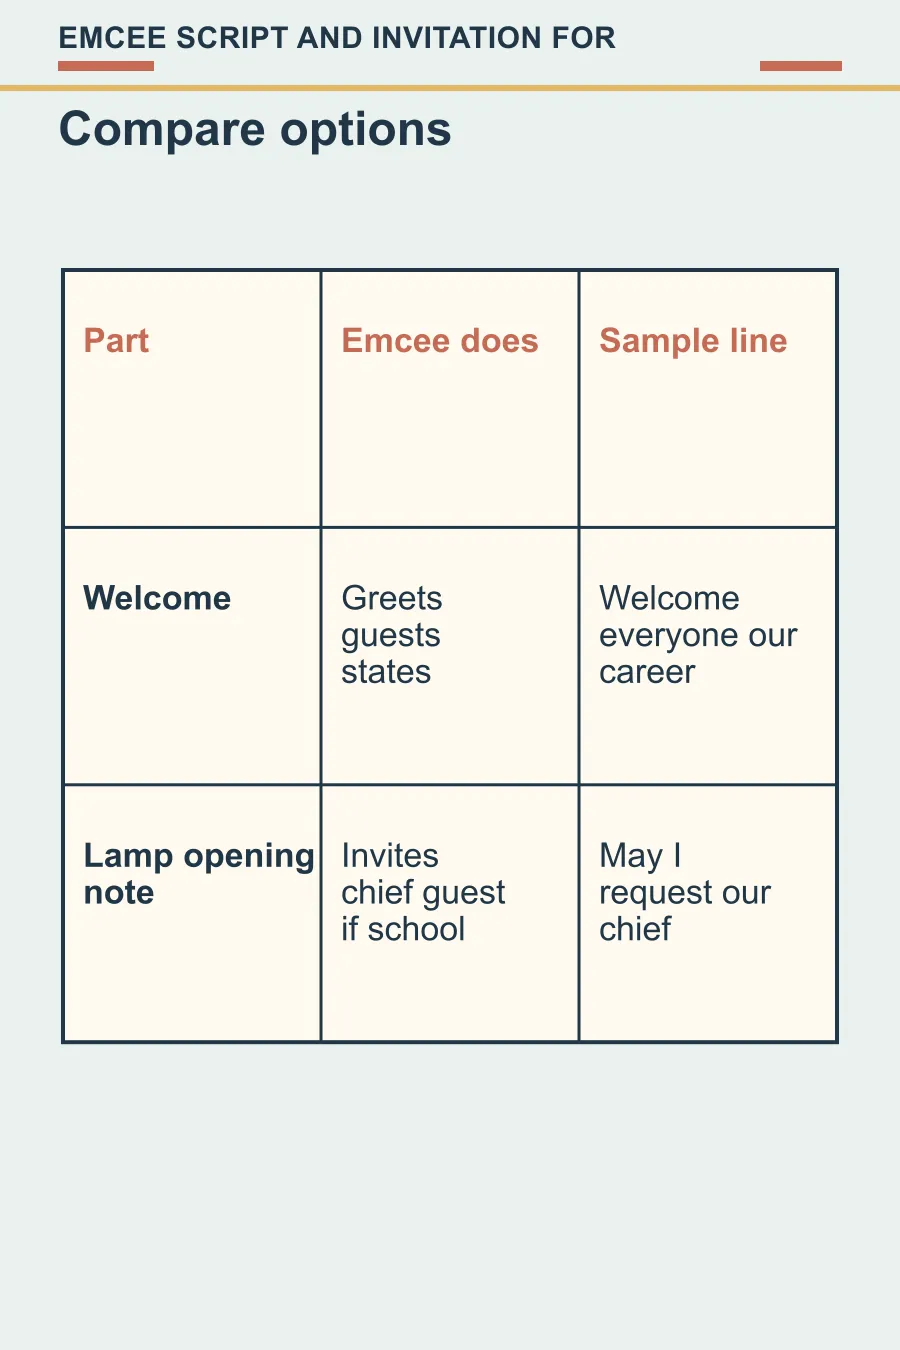 EMCEE SCRIPT AND INVITATION FOR
Compare options
Part
Emcee does
Sample line
Welcome
Greets
guests
states
Welcome
everyone our
career
Lamp opening
note
Invites
chief guest
if school
May I
request our
chief